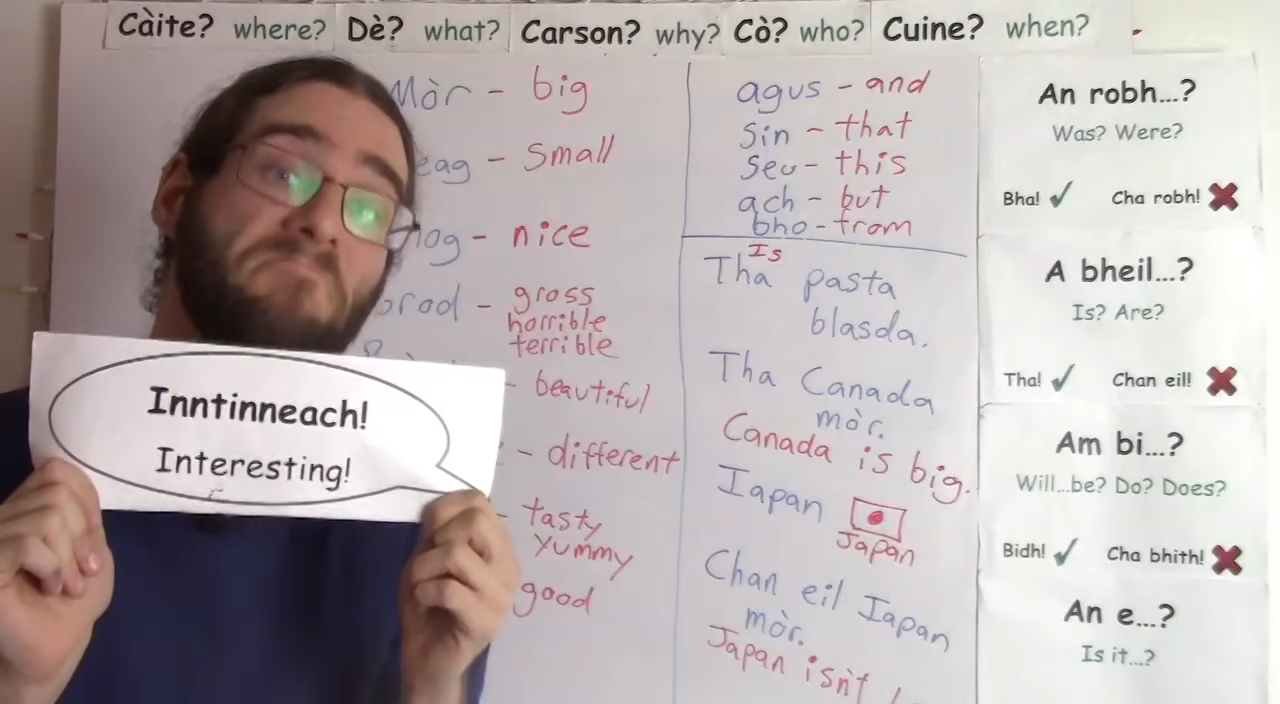 Càite? where? Dè? what? Carson? why? Cò? who? Cuine? when?
Mòr - big
eag - small
og - nice
rod - gross
horrible
terrible
- beautiful
- different
- tasty
yummy
good
Inntinneach!
Interesting!
agus - and
Sin - that
Seo - this
ach - but
bho - from
Is
Tha pasta
blasda.
Tha Canada
mòr.
Canada is big.
Iapan
Japan
Chan eil Iapan
mòr.
Japan isn't
An robh...?
Was? Were?
Bha! ✓ Cha robh! ✗
A bheil...?
Is? Are?
Tha! ✓ Chan eil! ✗
Am bi...?
Will...be? Do? Does?
Bidh! ✓ Cha bhith! ✗
An e...?
Is it...?